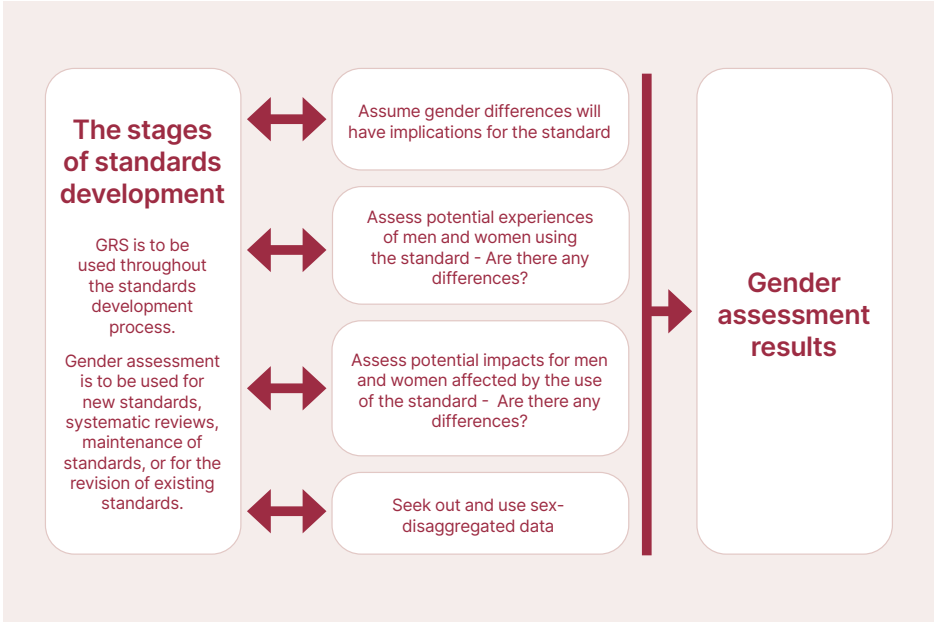 The stages
of standards
development
GRS is to be
used throughout
the standards
development
process.
Gender assessment
is to be used for
new standards,
systematic reviews,
maintenance of
standards, or for the
revision of existing
standards.
Assume gender differences will
have implications for the standard
Assess potential experiences
of men and women using
the standard - Are there any
differences?
Assess potential impacts for men
and women affected by the use
of the standard -  Are there any
differences?
Seek out and use sex-
disaggregated data
Gender
assessment
results